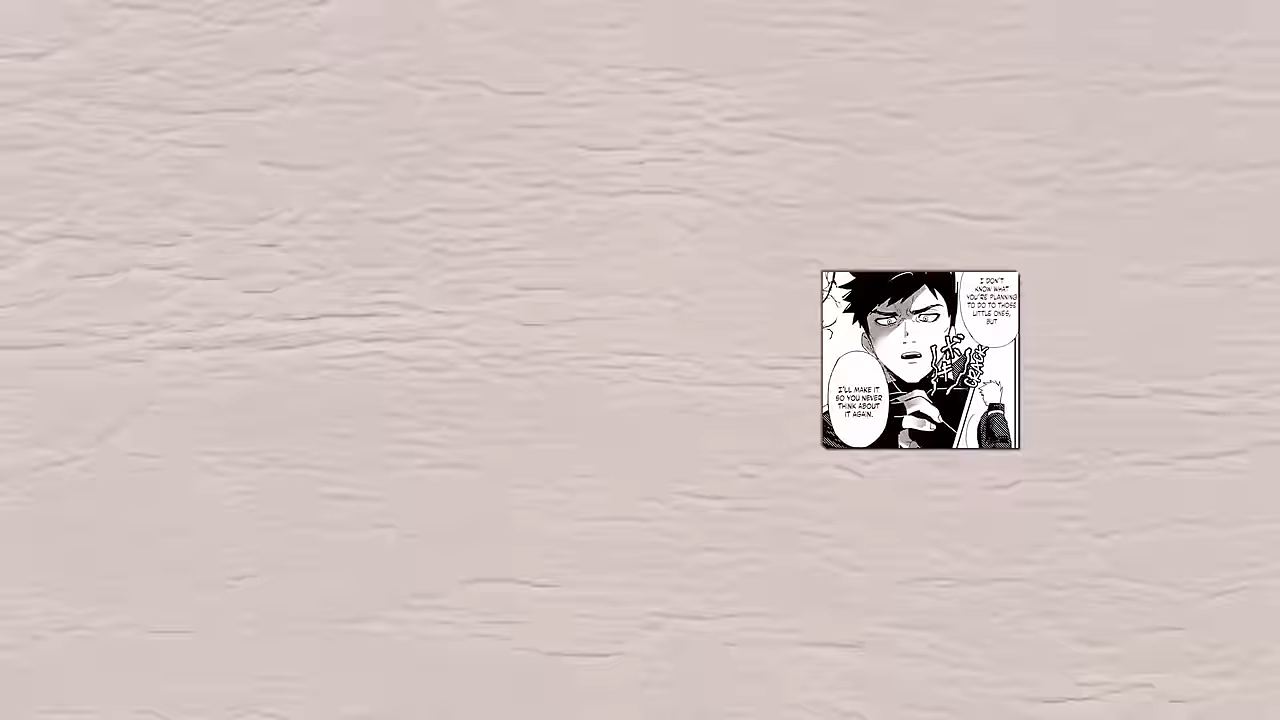 I DON'T
KNOW WHAT
YOU'RE PLANNING
TO DO TO THOSE
LITTLE ONES,
BUT
CRACK
I'LL MAKE IT
SO YOU NEVER
THINK ABOUT
IT AGAIN.